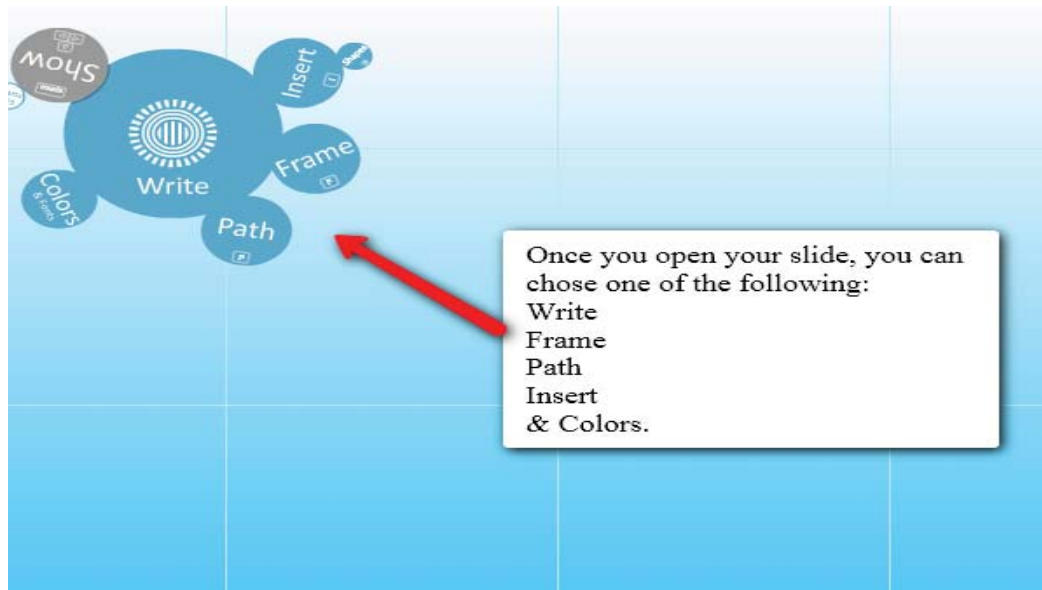 Show
Insert
I
Shapes
Frame
F
Write
Colors
& Fonts
Path
P
Once you open your slide, you can
chose one of the following:
Write
Frame
Path
Insert
& Colors.